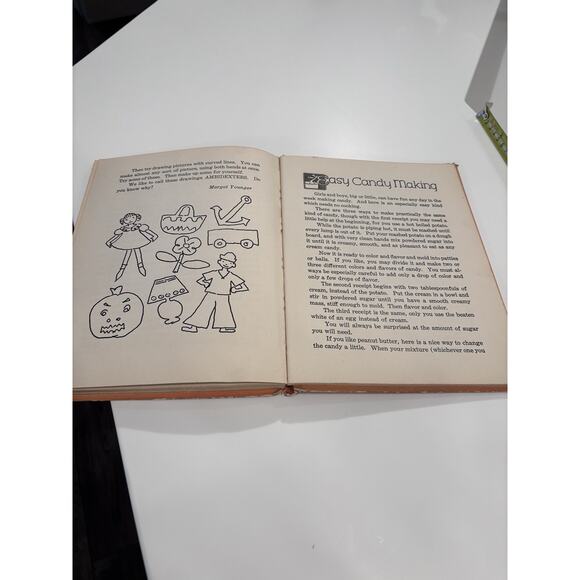 Then try drawing pictures with curved lines. You can
make almost any sort of picture, using both hands at once.
Try some of these. Then make up some for yourself.
We like to call these drawings AMBIDEXTERS. Do
you know why?
Margot Younger
Easy Candy Making
Girls and boys, big or little, can have fun any day in the
week making candy. And here is an especially easy kind
which needs no cooking.
There are three ways to make practically the same
kind of candy, though with the first receipt you may need a
little help at the beginning, for you use a hot boiled potato.
While the potato is piping hot, it must be mashed until
every lump is out of it. Put your mashed potato on a dough
board, and with very clean hands mix powdered sugar into
it until it is creamy, smooth, and as pleasant to eat as any
cream candy.
Now it is ready to color and flavor and mold into patties
or balls. If you like, you may divide it and make two or
three different colors and flavors of candy. You must al-
ways be especially careful to add only a drop of color and
only a few drops of flavor.
The second receipt begins with two tablespoonfuls of
cream, instead of the potato. Put the cream in a bowl and
stir in powdered sugar until you have a smooth creamy
mass, stiff enough to mold. Then flavor and color.
The third receipt is the same, only you use the beaten
white of an egg instead of cream.
You will always be surprised at the amount of sugar
you will need.
If you like peanut butter, here is a nice way to change
the candy a little. When your mixture (whichever one you